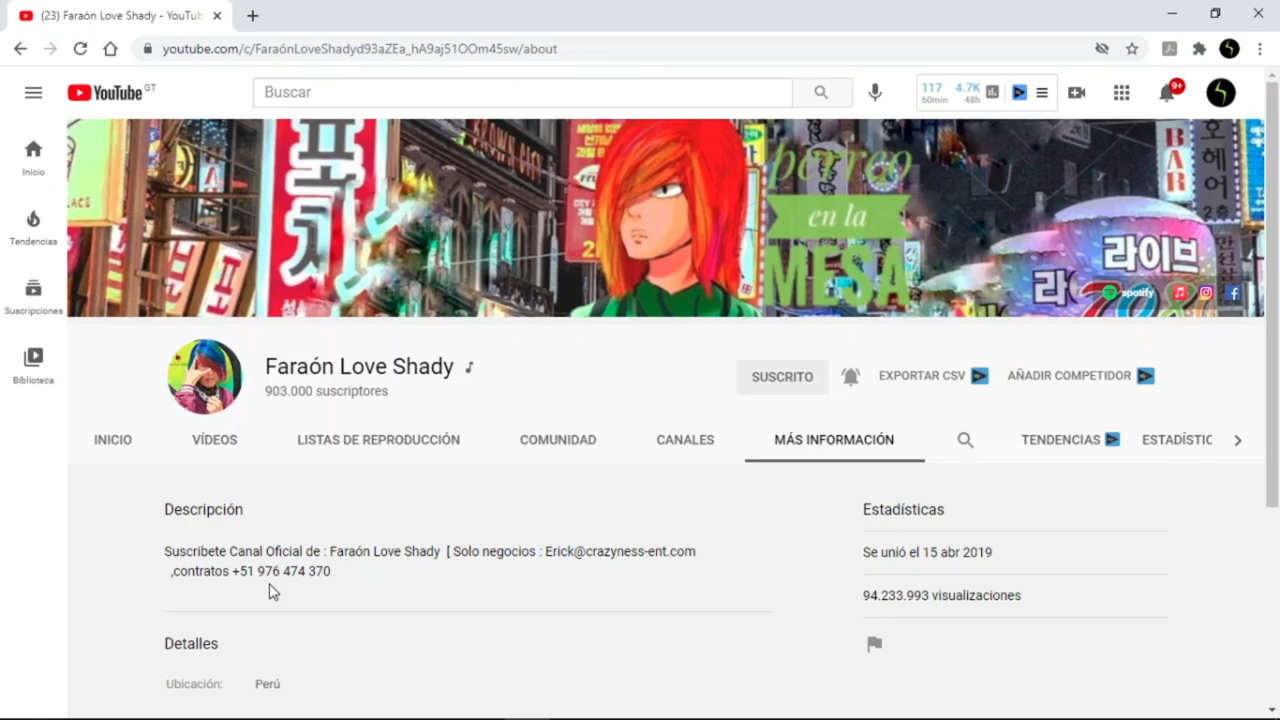 (23) Faraón Love Shady - YouTub
youtube.com/c/FaraónLoveShadyd93aZEa_hA9aj51OOm45sw/about
YouTube GT
Buscar
117 4.7K
60min 48h
9+
Inicio
Tendencias
Suscripciones
Biblioteca
perreo
en la
MESA
BAR
라이브
spotify
Faraón Love Shady
903.000 suscriptores
SUSCRITO
EXPORTAR CSV
AÑADIR COMPETIDOR
INICIO
VÍDEOS
LISTAS DE REPRODUCCIÓN
COMUNIDAD
CANALES
MÁS INFORMACIÓN
TENDENCIAS
ESTADÍSTIC
Descripción
Suscribete Canal Oficial de : Faraón Love Shady [ Solo negocios : Erick@crazyness-ent.com
,contratos +51 976 474 370
Detalles
Ubicación: Perú
Estadísticas
Se unió el 15 abr 2019
94.233.993 visualizaciones